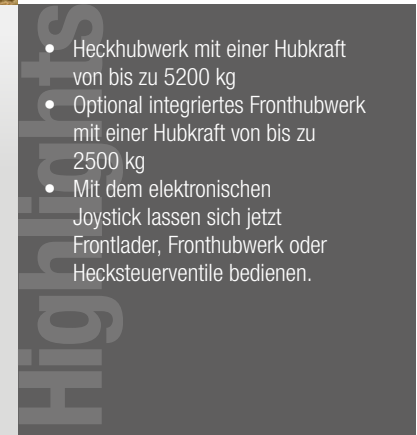 Highlights
• Heckhubwerk mit einer Hubkraft
von bis zu 5200 kg
• Optional integriertes Fronthubwerk
mit einer Hubkraft von bis zu
2500 kg
• Mit dem elektronischen
Joystick lassen sich jetzt
Frontlader, Fronthubwerk oder
Hecksteuerventile bedienen.